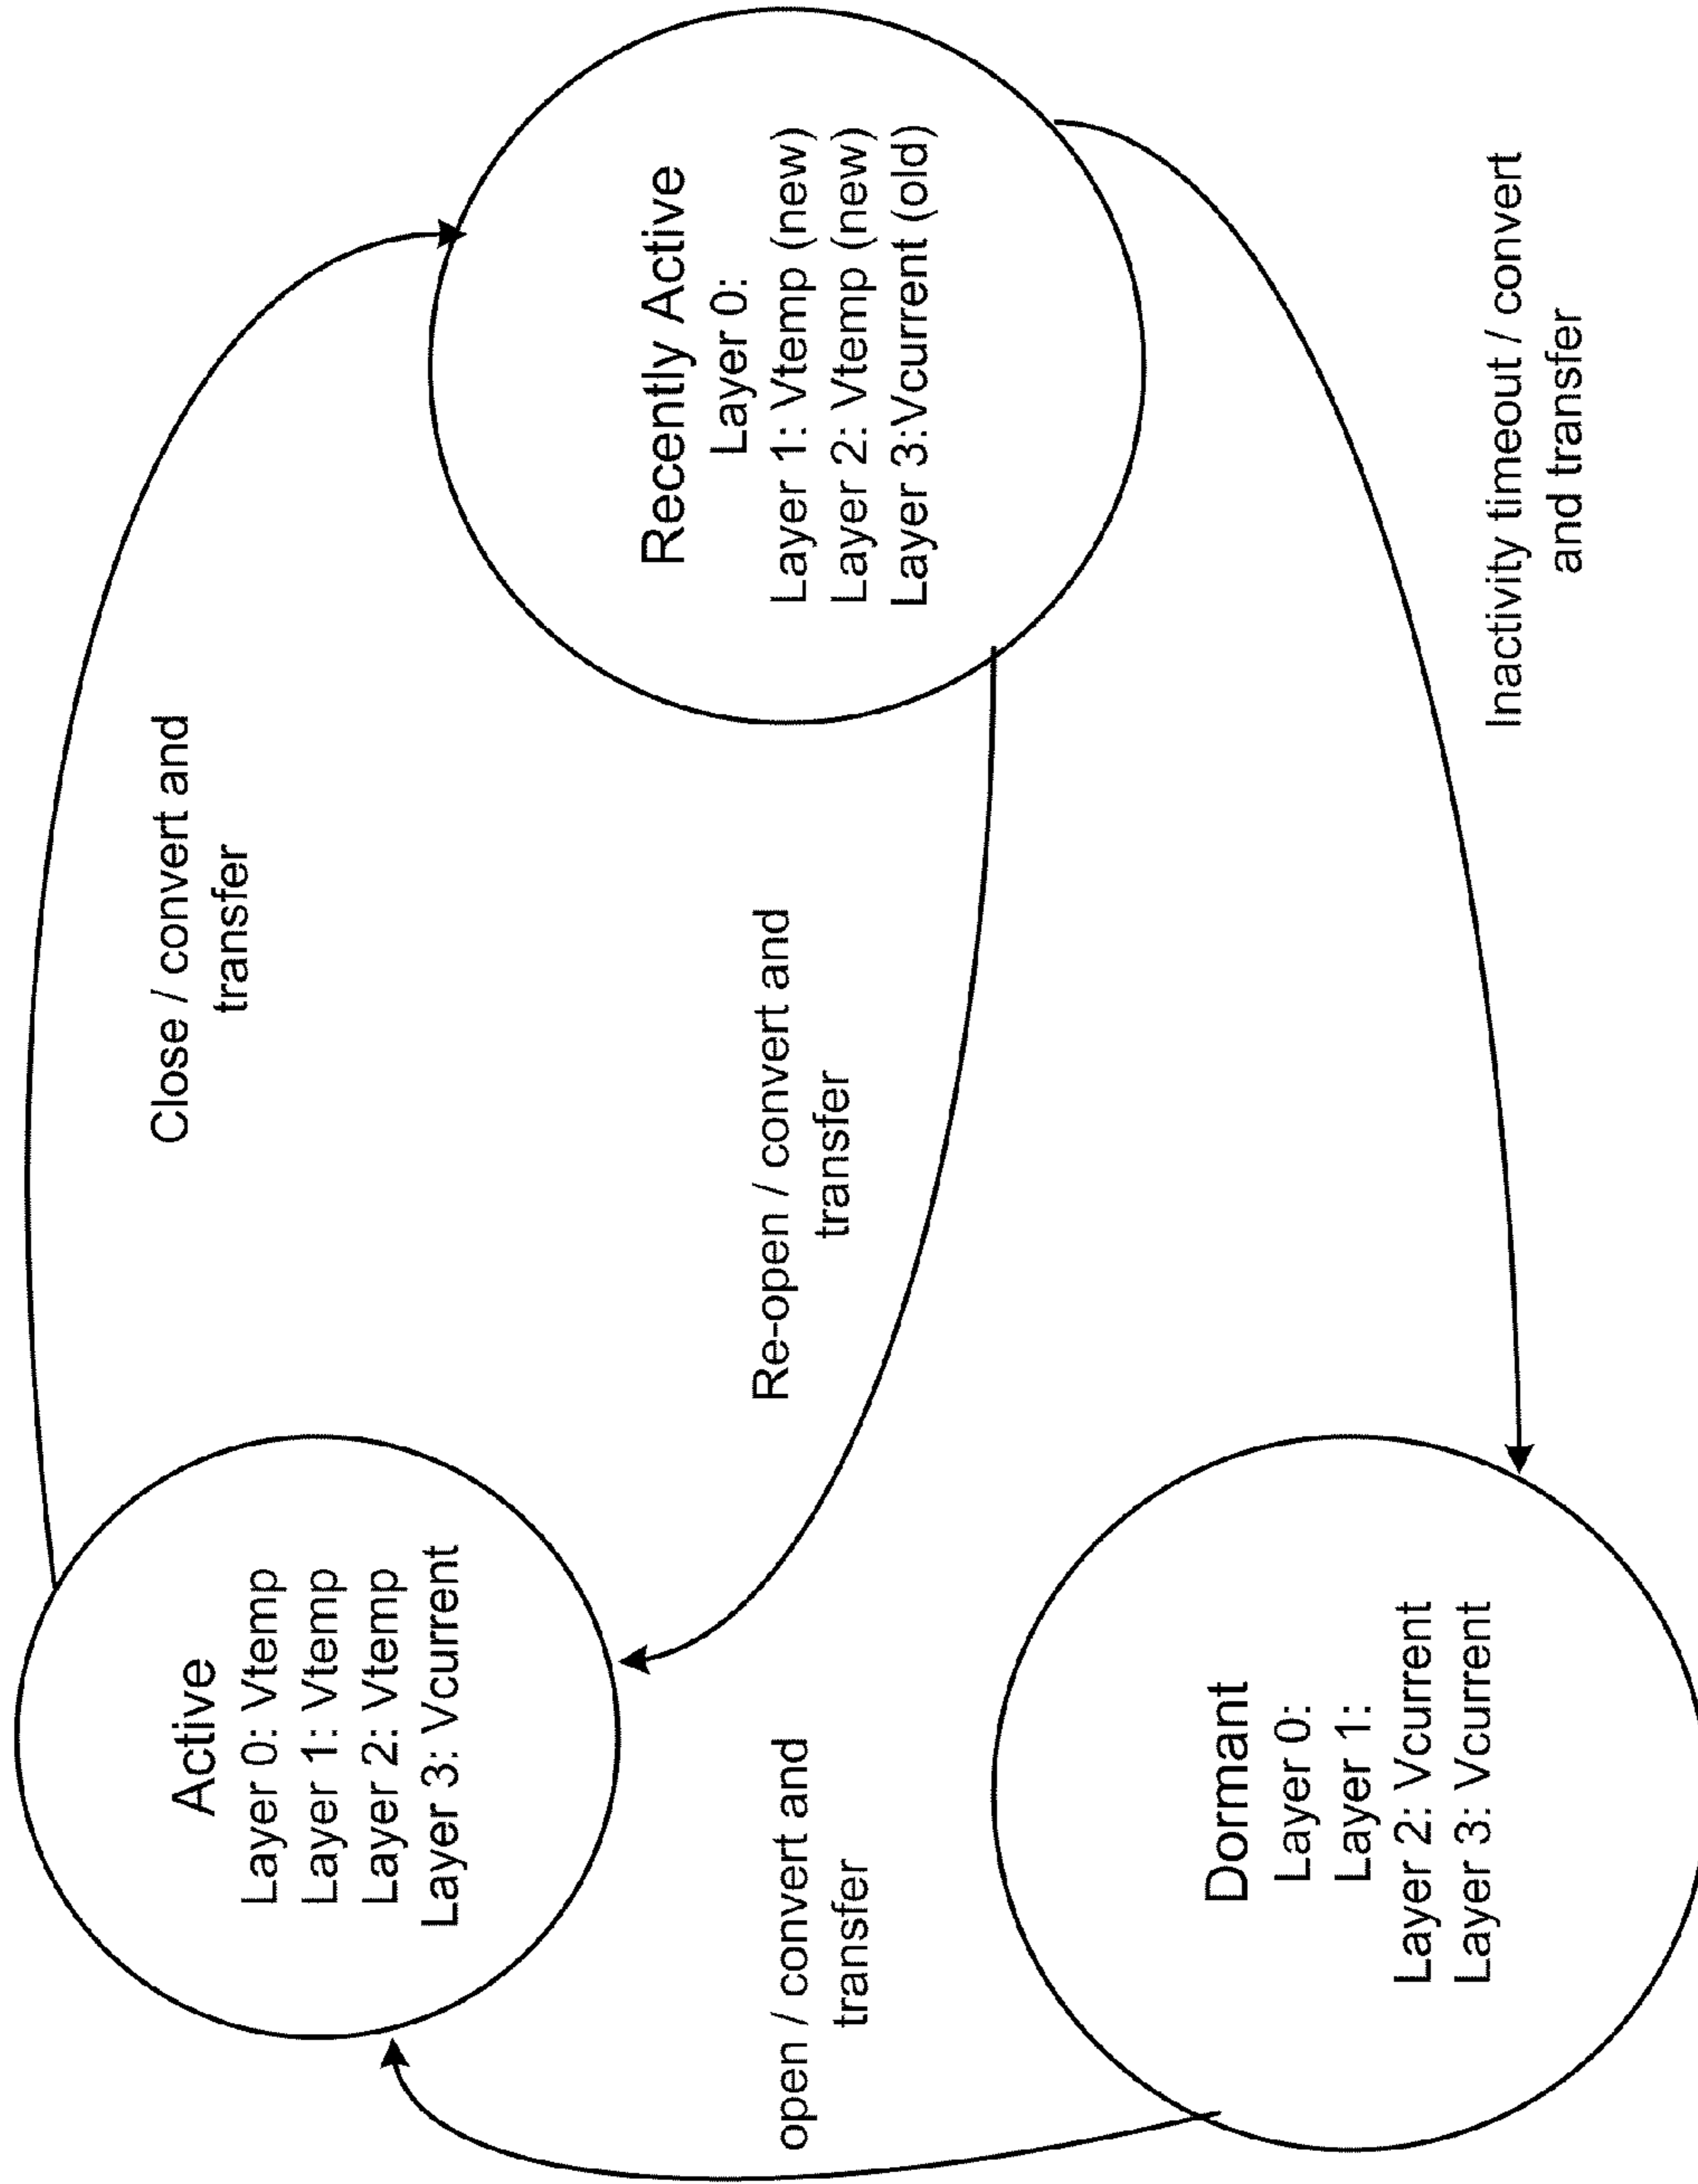 Active
Layer 0: Vtemp
Layer 1: Vtemp
Layer 2: Vtemp
Layer 3: Vcurrent
Close / convert and
transfer
Recently Active
Layer 0:
Layer 1: Vtemp (new)
Layer 2: Vtemp (new)
Layer 3:Vcurrent (old)
Re-open / convert and
transfer
open / convert and
transfer
Dormant
Layer 0:
Layer 1:
Layer 2: Vcurrent
Layer 3: Vcurrent
Inactivity timeout / convert
and transfer